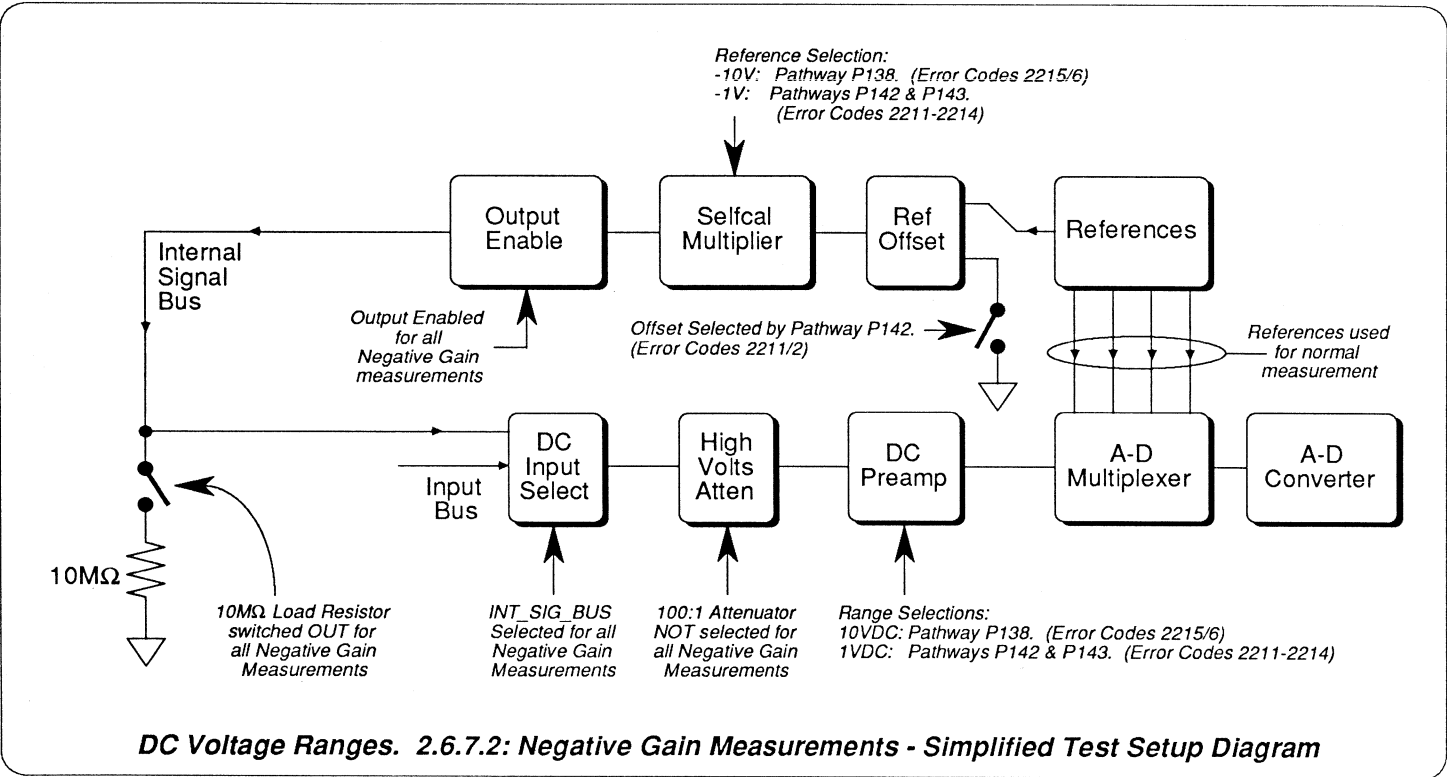 Reference Selection:
-10V: Pathway P138. (Error Codes 2215/6)
-1V: Pathways P142 & P143.
(Error Codes 2211-2214)
Output
Enable
Selfcal
Multiplier
Ref
Offset
References
Internal
Signal
Bus
Output Enabled
for all
Negative Gain
measurements
Offset Selected by Pathway P142.
(Error Codes 2211/2)
References used
for normal
measurement
DC
Input
Select
High
Volts
Atten
DC
Preamp
A-D
Multiplexer
A-D
Converter
Input
Bus
10MΩ
10MΩ Load Resistor
switched OUT for
all Negative Gain
Measurements
INT_SIG_BUS
Selected for all
Negative Gain
Measurements
100:1 Attenuator
NOT selected for
all Negative Gain
Measurements
Range Selections:
10VDC: Pathway P138. (Error Codes 2215/6)
1VDC: Pathways P142 & P143. (Error Codes 2211-2214)
DC Voltage Ranges. 2.6.7.2: Negative Gain Measurements - Simplified Test Setup Diagram